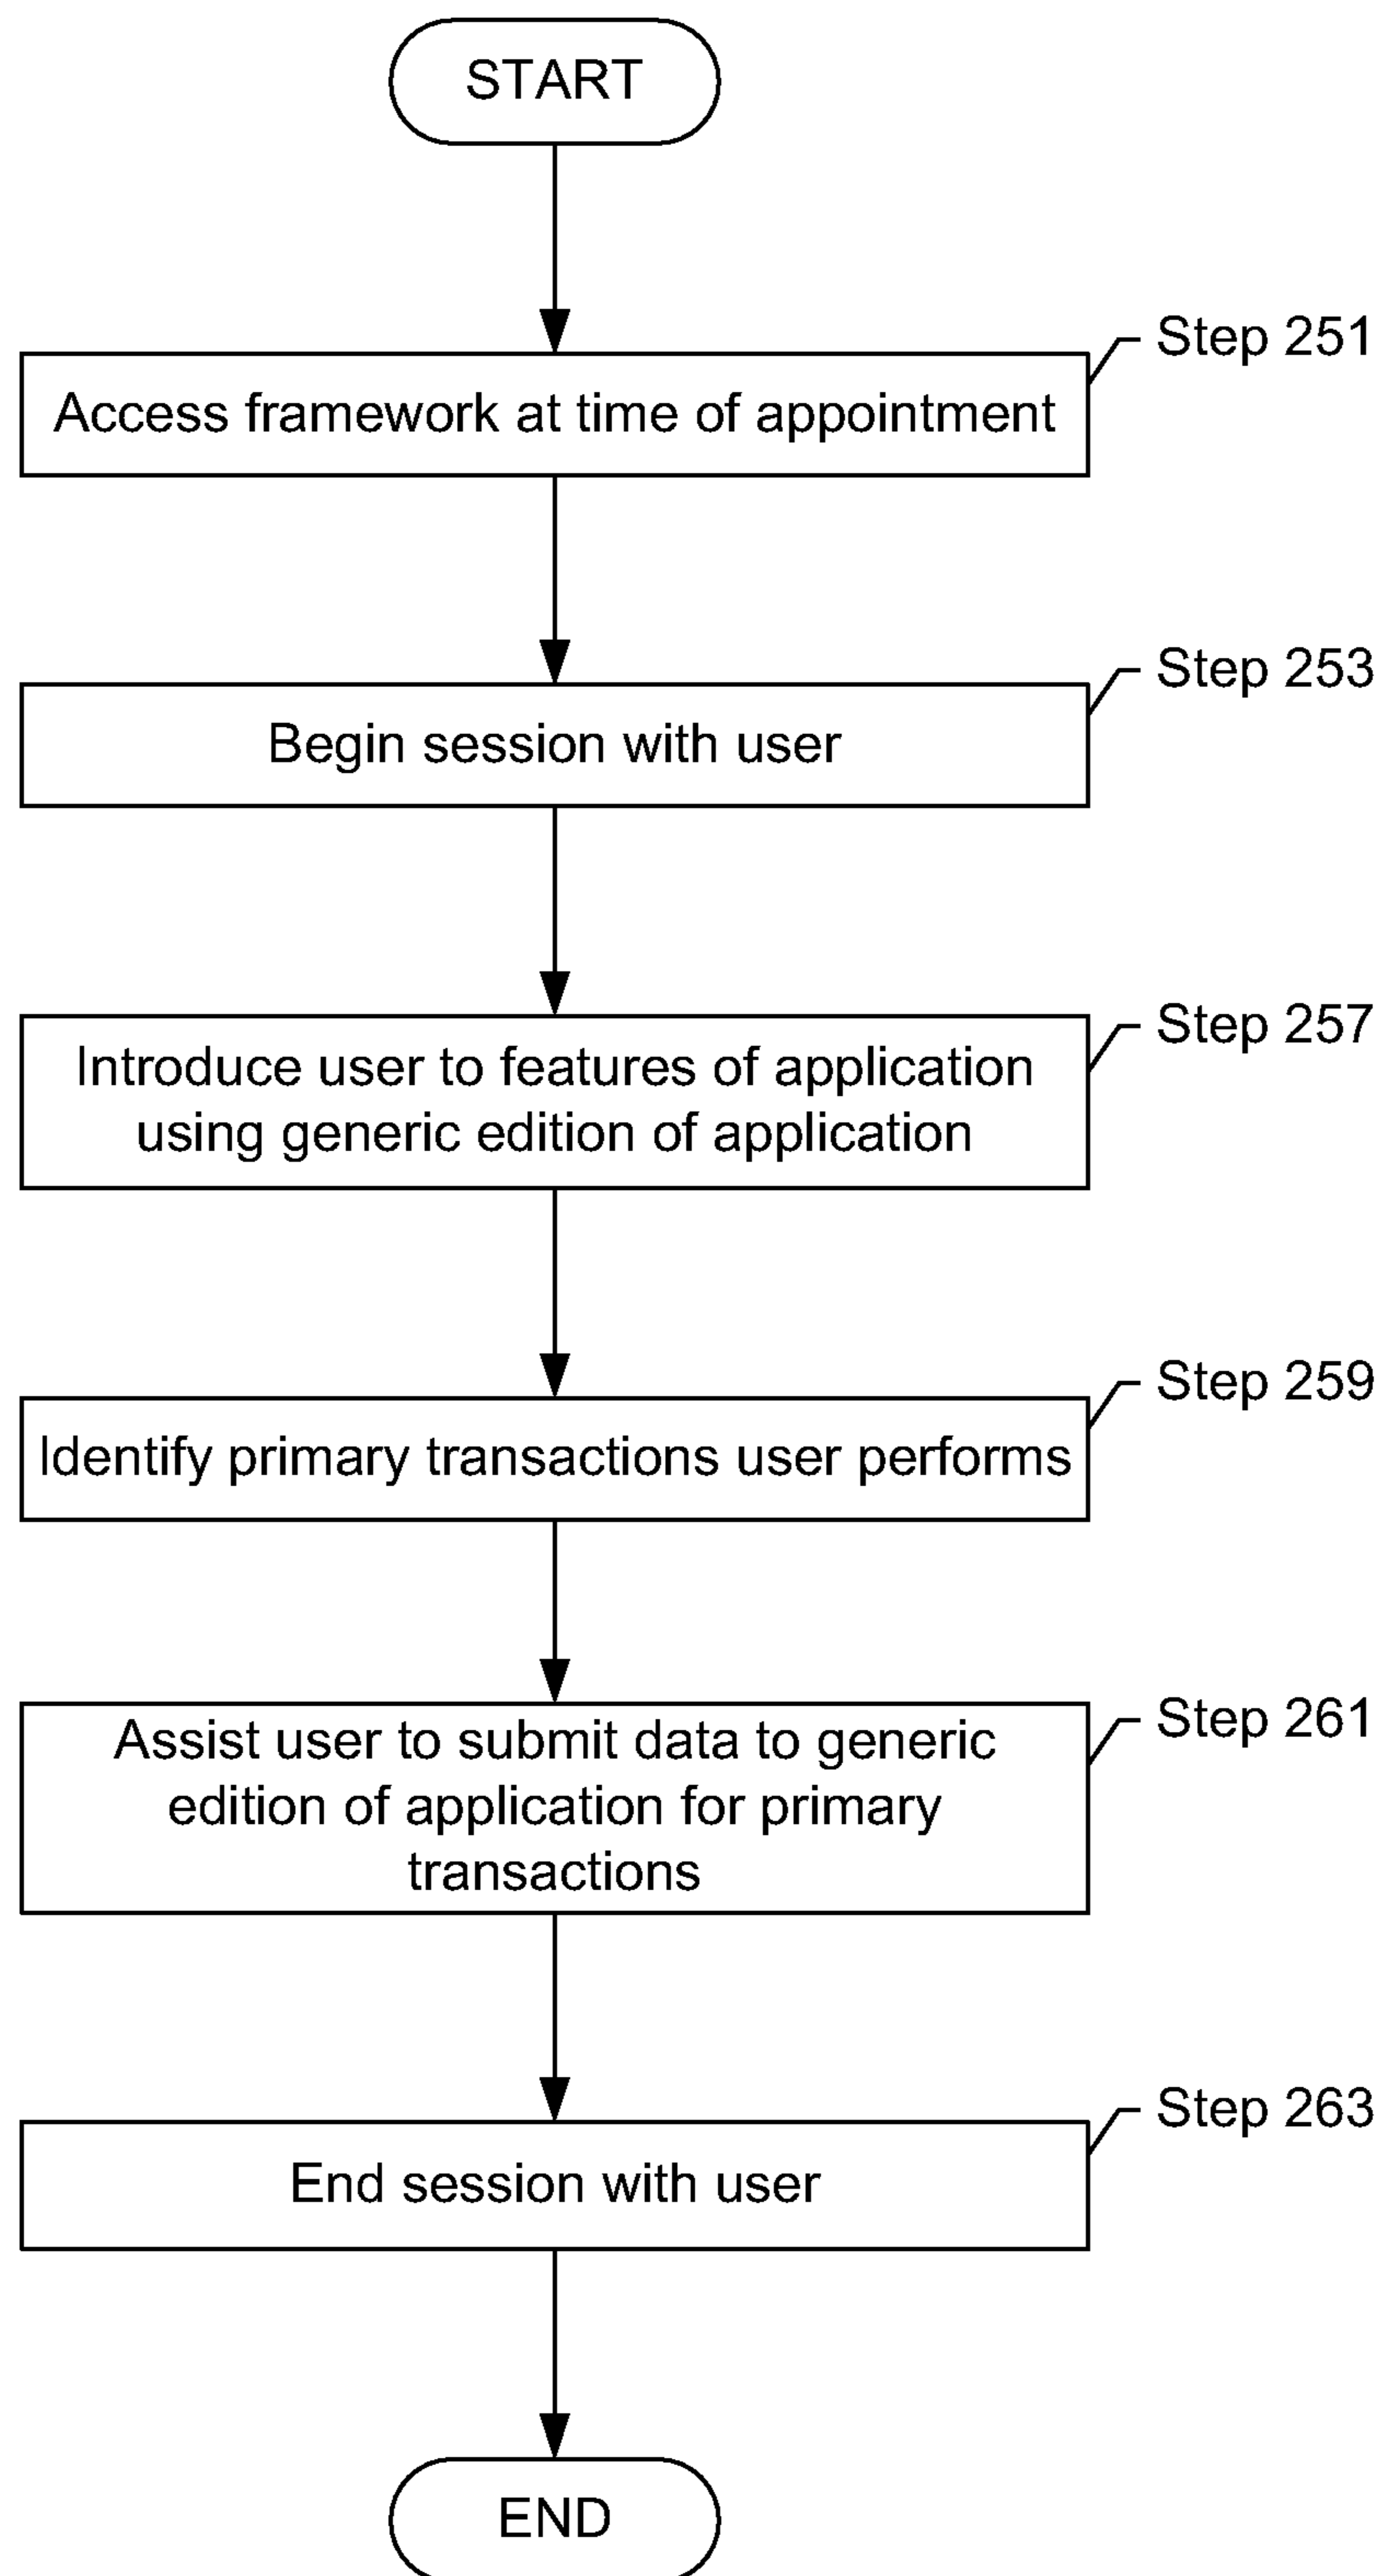 START
Step 251
Access framework at time of appointment
Step 253
Begin session with user
Step 257
Introduce user to features of application
using generic edition of application
Step 259
Identify primary transactions user performs
Step 261
Assist user to submit data to generic
edition of application for primary
transactions
Step 263
End session with user
END